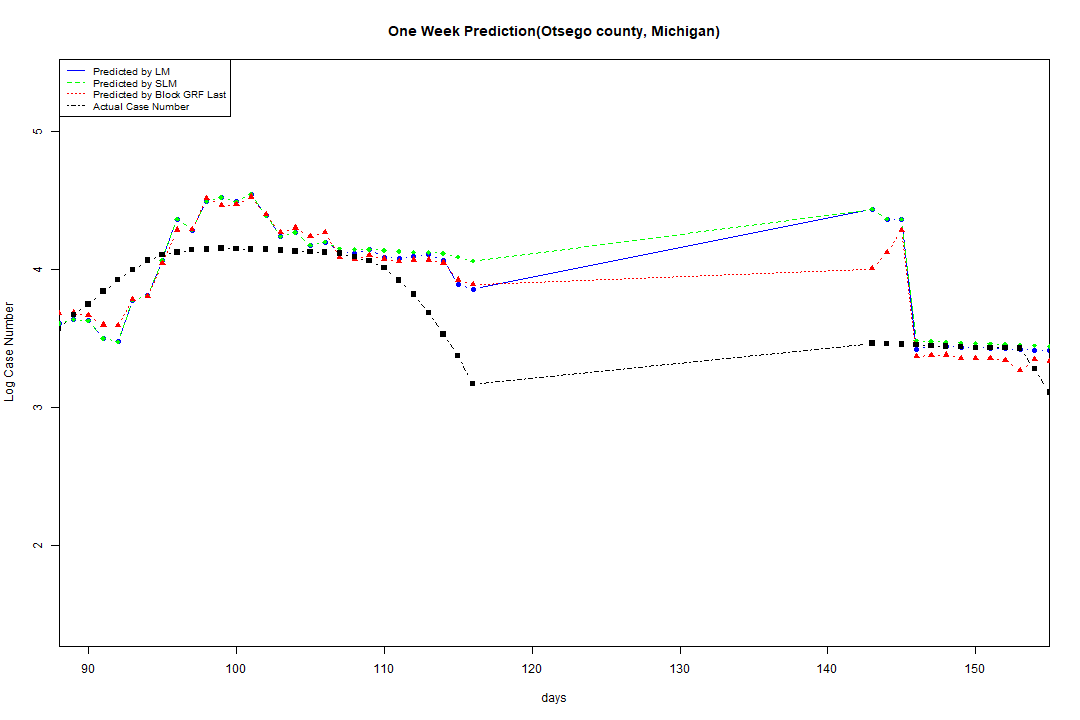 One Week Prediction(Otsego county, Michigan)
Predicted by LM
Predicted by SLM
Predicted by Block GRF Last
Actual Case Number
5
4
3
2
Log Case Number
90 100 110 120 130 140 150
days